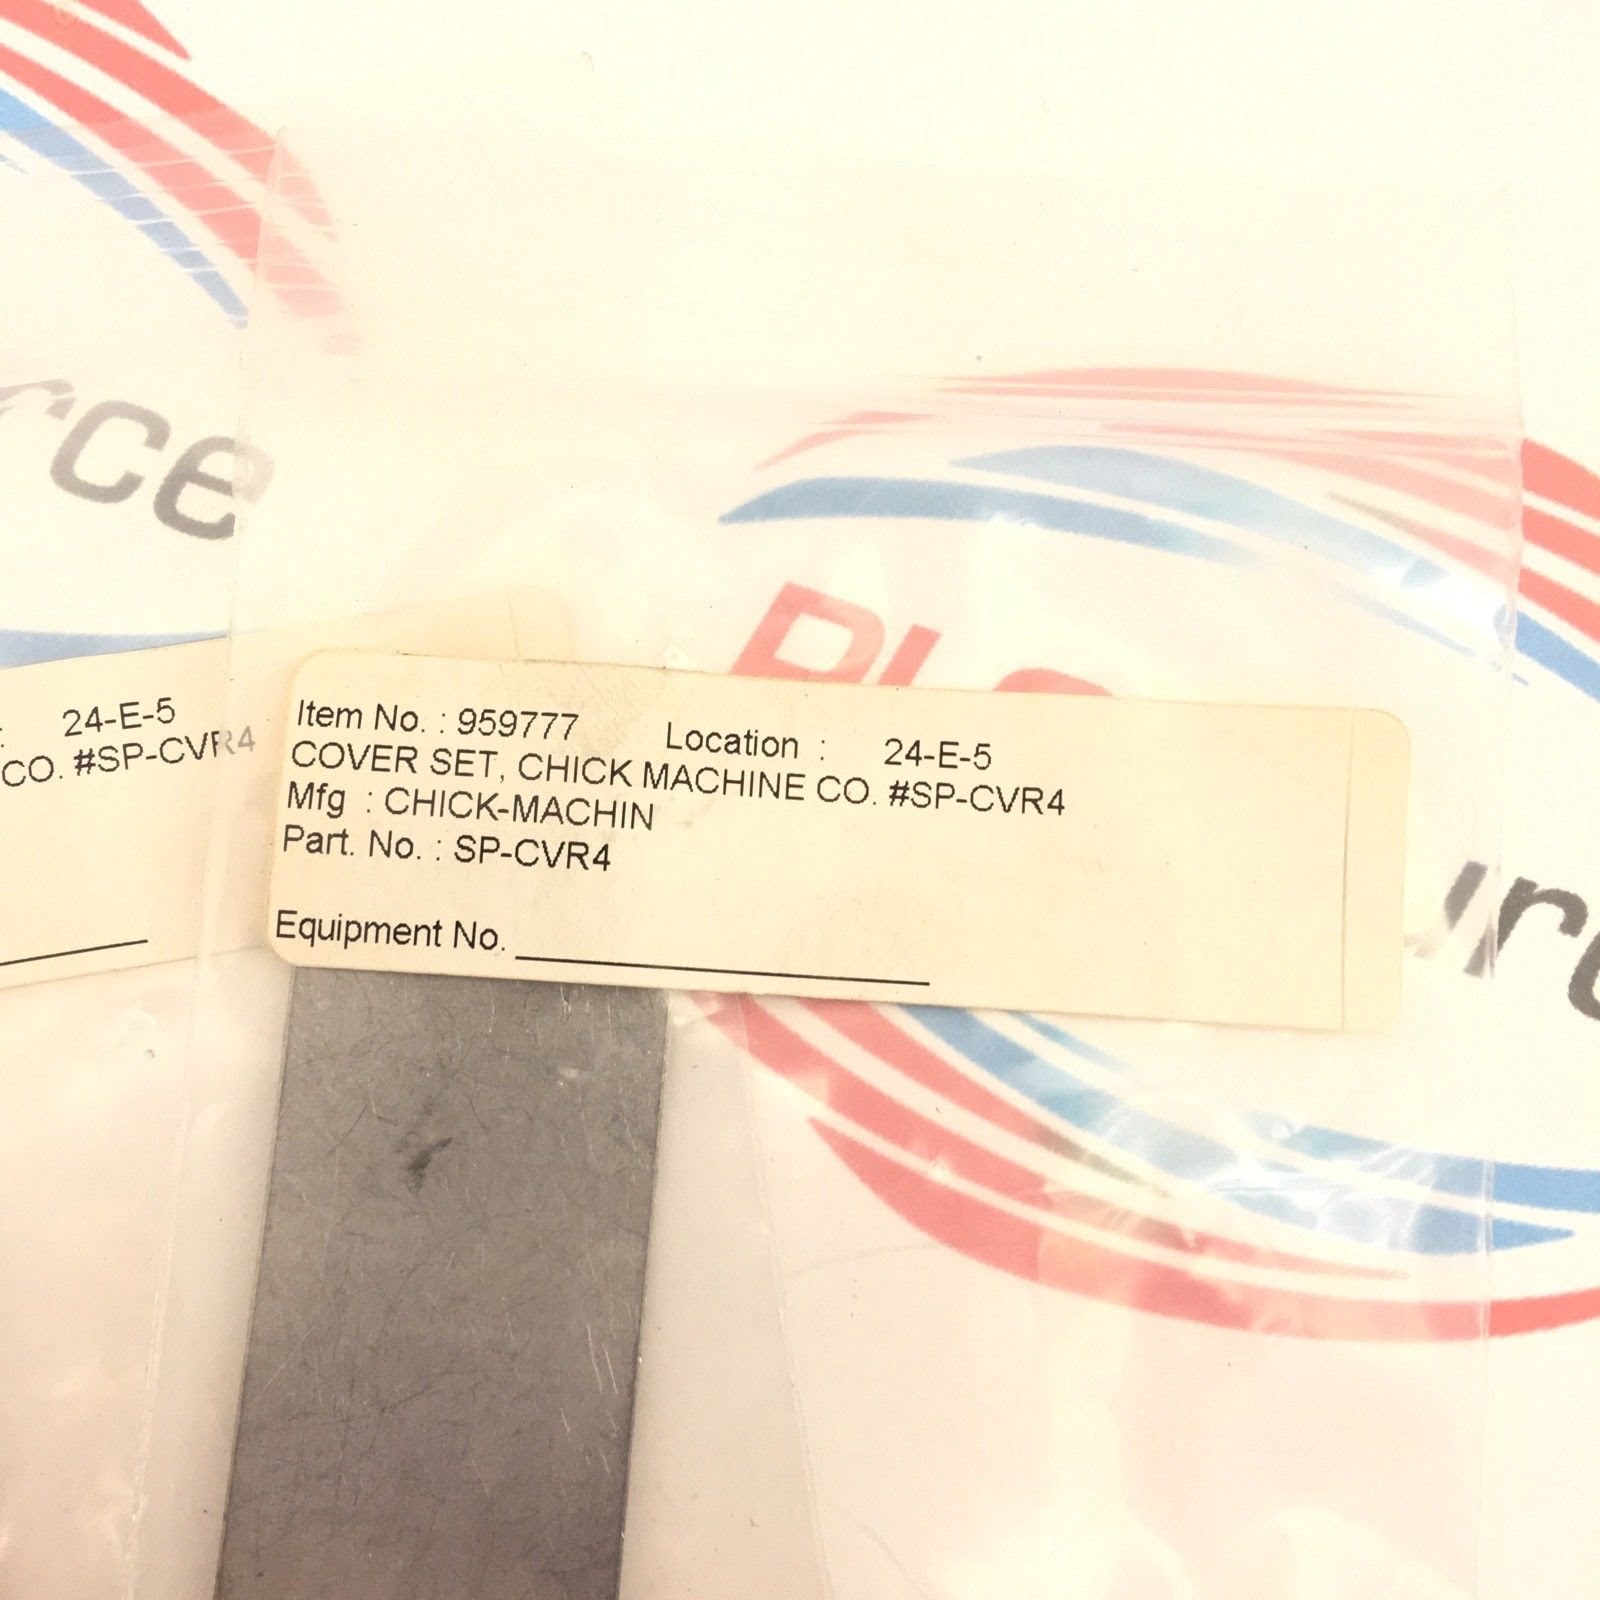 rce
24-E-5
CO. #SP-CVR4
PLC
Item No. : 959777 Location : 24-E-5
COVER SET, CHICK MACHINE CO. #SP-CVR4
Mfg : CHICK-MACHIN
Part. No. : SP-CVR4
Equipment No.